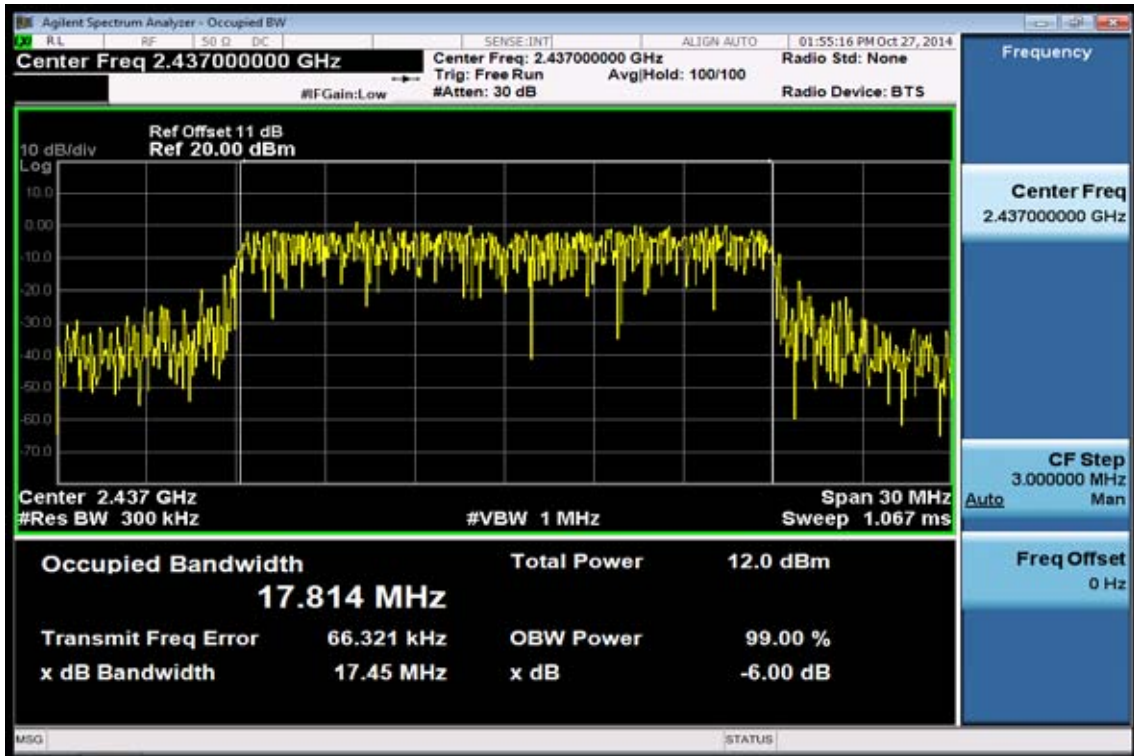 Agilent Spectrum Analyzer - Occupied BW
RL RF 50 Ω DC SENSE:INT ALIGN AUTO 01:55:16 PM Oct 27, 2014
Center Freq 2.437000000 GHz
Center Freq: 2.437000000 GHz Radio Std: None
Trig: Free Run Avg|Hold: 100/100
#IFGain:Low #Atten: 30 dB Radio Device: BTS
Ref Offset 11 dB
10 dB/div Ref 20.00 dBm
Log
10.0
0.00
-10.0
-20.0
-30.0
-40.0
-50.0
-60.0
-70.0
Center 2.437 GHz Span 30 MHz
#Res BW 300 kHz #VBW 1 MHz Sweep 1.067 ms
Occupied Bandwidth Total Power 12.0 dBm
17.814 MHz
Transmit Freq Error 66.321 kHz OBW Power 99.00 %
x dB Bandwidth 17.45 MHz x dB -6.00 dB
MSG STATUS
Frequency
Center Freq
2.437000000 GHz
CF Step
3.000000 MHz
Auto Man
Freq Offset
0 Hz